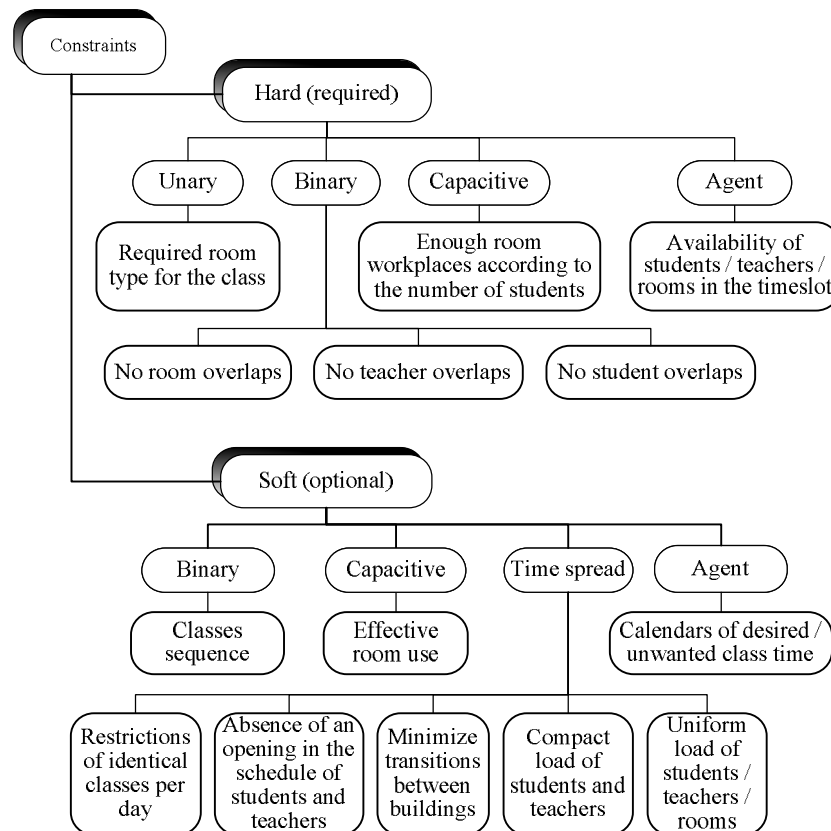 Constraints
Hard (required)
Unary
Binary
Capacitive
Agent
Required room
type for the class
Enough room
workplaces according to
the number of students
Availability of
students / teachers /
rooms in the timeslot
No room overlaps
No teacher overlaps
No student overlaps
Soft (optional)
Binary
Capacitive
Time spread
Agent
Classes
sequence
Effective
room use
Calendars of desired /
unwanted class time
Restrictions
of identical
classes per
day
Absence of an
opening in the
schedule of
students and
teachers
Minimize
transitions
between
buildings
Compact
load of
students and
teachers
Uniform
load of
students /
teachers /
rooms